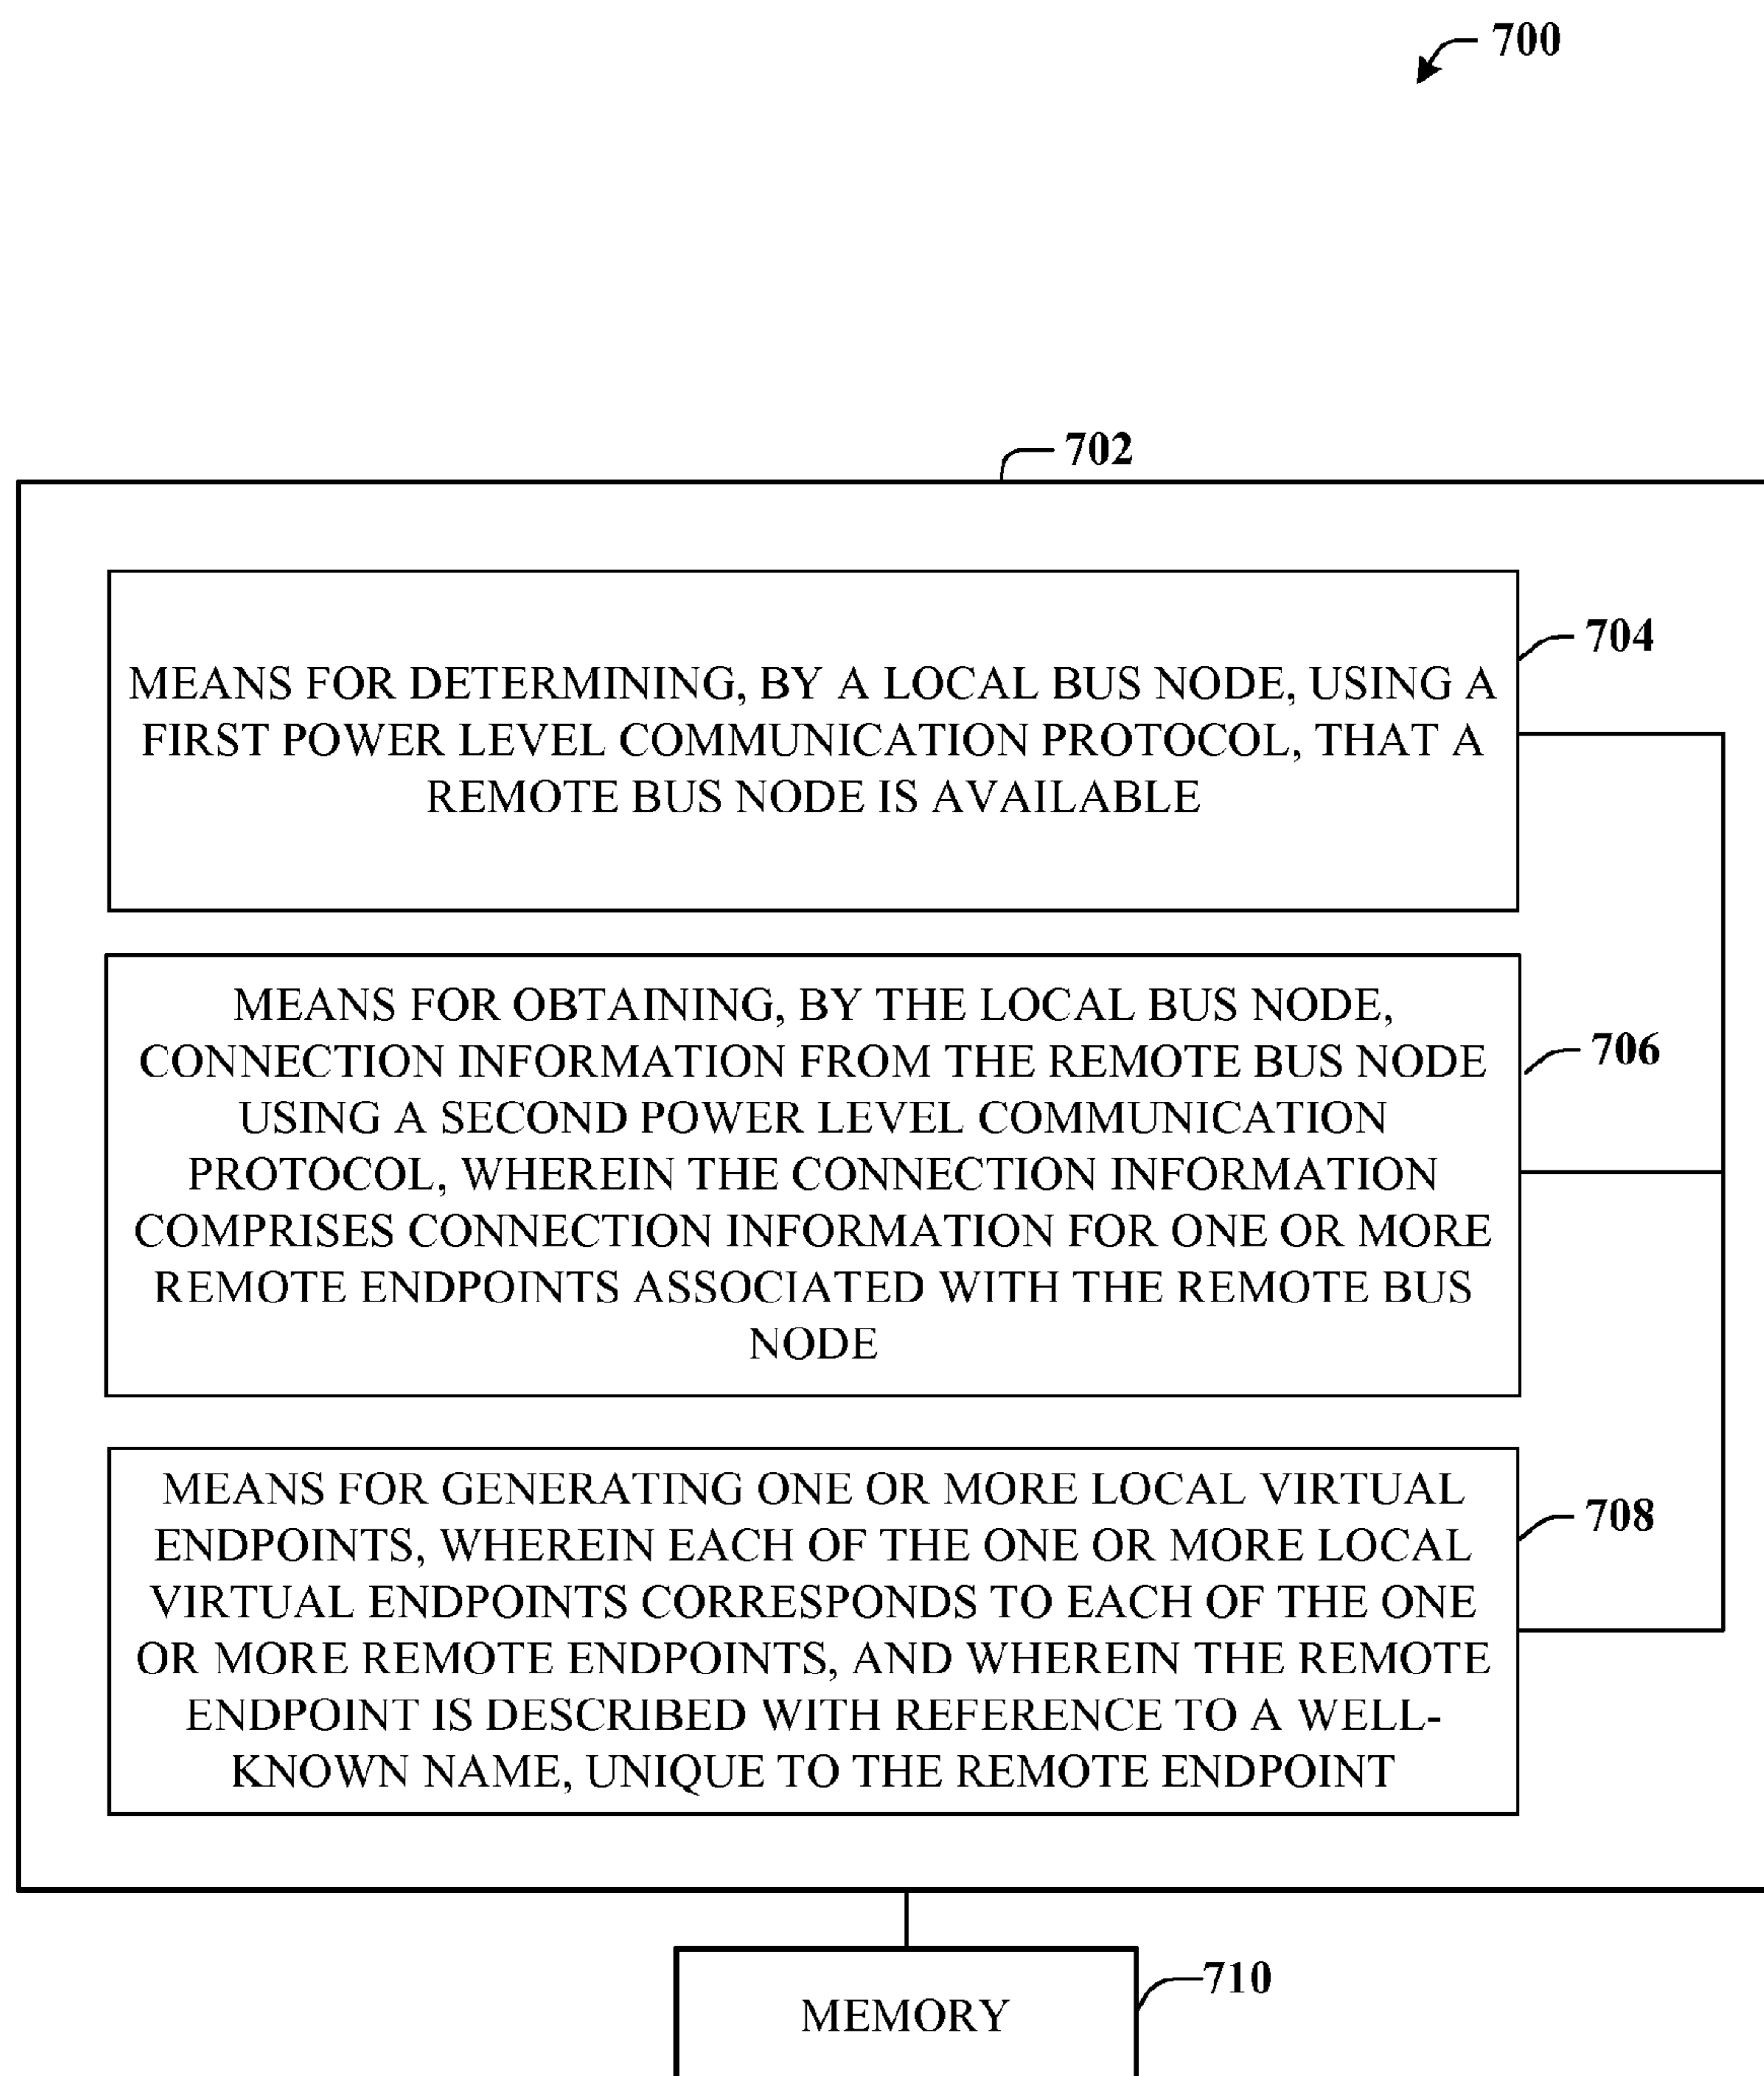 700
702
704
MEANS FOR DETERMINING, BY A LOCAL BUS NODE, USING A
FIRST POWER LEVEL COMMUNICATION PROTOCOL, THAT A
REMOTE BUS NODE IS AVAILABLE
706
MEANS FOR OBTAINING, BY THE LOCAL BUS NODE,
CONNECTION INFORMATION FROM THE REMOTE BUS NODE
USING A SECOND POWER LEVEL COMMUNICATION
PROTOCOL, WHEREIN THE CONNECTION INFORMATION
COMPRISES CONNECTION INFORMATION FOR ONE OR MORE
REMOTE ENDPOINTS ASSOCIATED WITH THE REMOTE BUS
NODE
708
MEANS FOR GENERATING ONE OR MORE LOCAL VIRTUAL
ENDPOINTS, WHEREIN EACH OF THE ONE OR MORE LOCAL
VIRTUAL ENDPOINTS CORRESPONDS TO EACH OF THE ONE
OR MORE REMOTE ENDPOINTS, AND WHEREIN THE REMOTE
ENDPOINT IS DESCRIBED WITH REFERENCE TO A WELL-
KNOWN NAME, UNIQUE TO THE REMOTE ENDPOINT
710
MEMORY